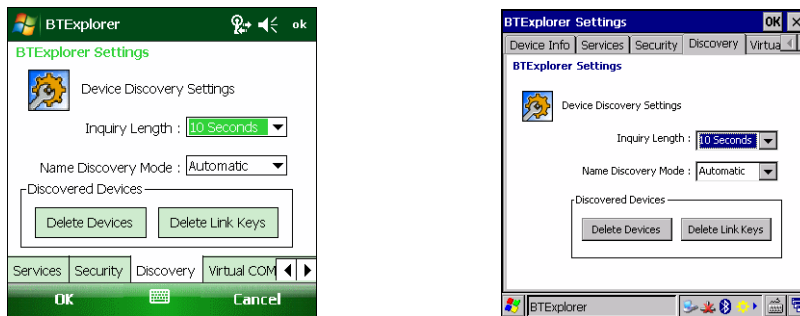 BTExplorer ok
BTExplorer Settings
Device Discovery Settings
Inquiry Length : 10 Seconds
Name Discovery Mode : Automatic
Discovered Devices
Delete Devices Delete Link Keys
Services Security Discovery Virtual COM
OK Cancel
BTExplorer Settings OK
Device Info Services Security Discovery Virtua
BTExplorer Settings
Device Discovery Settings
Inquiry Length : 10 Seconds
Name Discovery Mode : Automatic
Discovered Devices
Delete Devices Delete Link Keys
BTExplorer